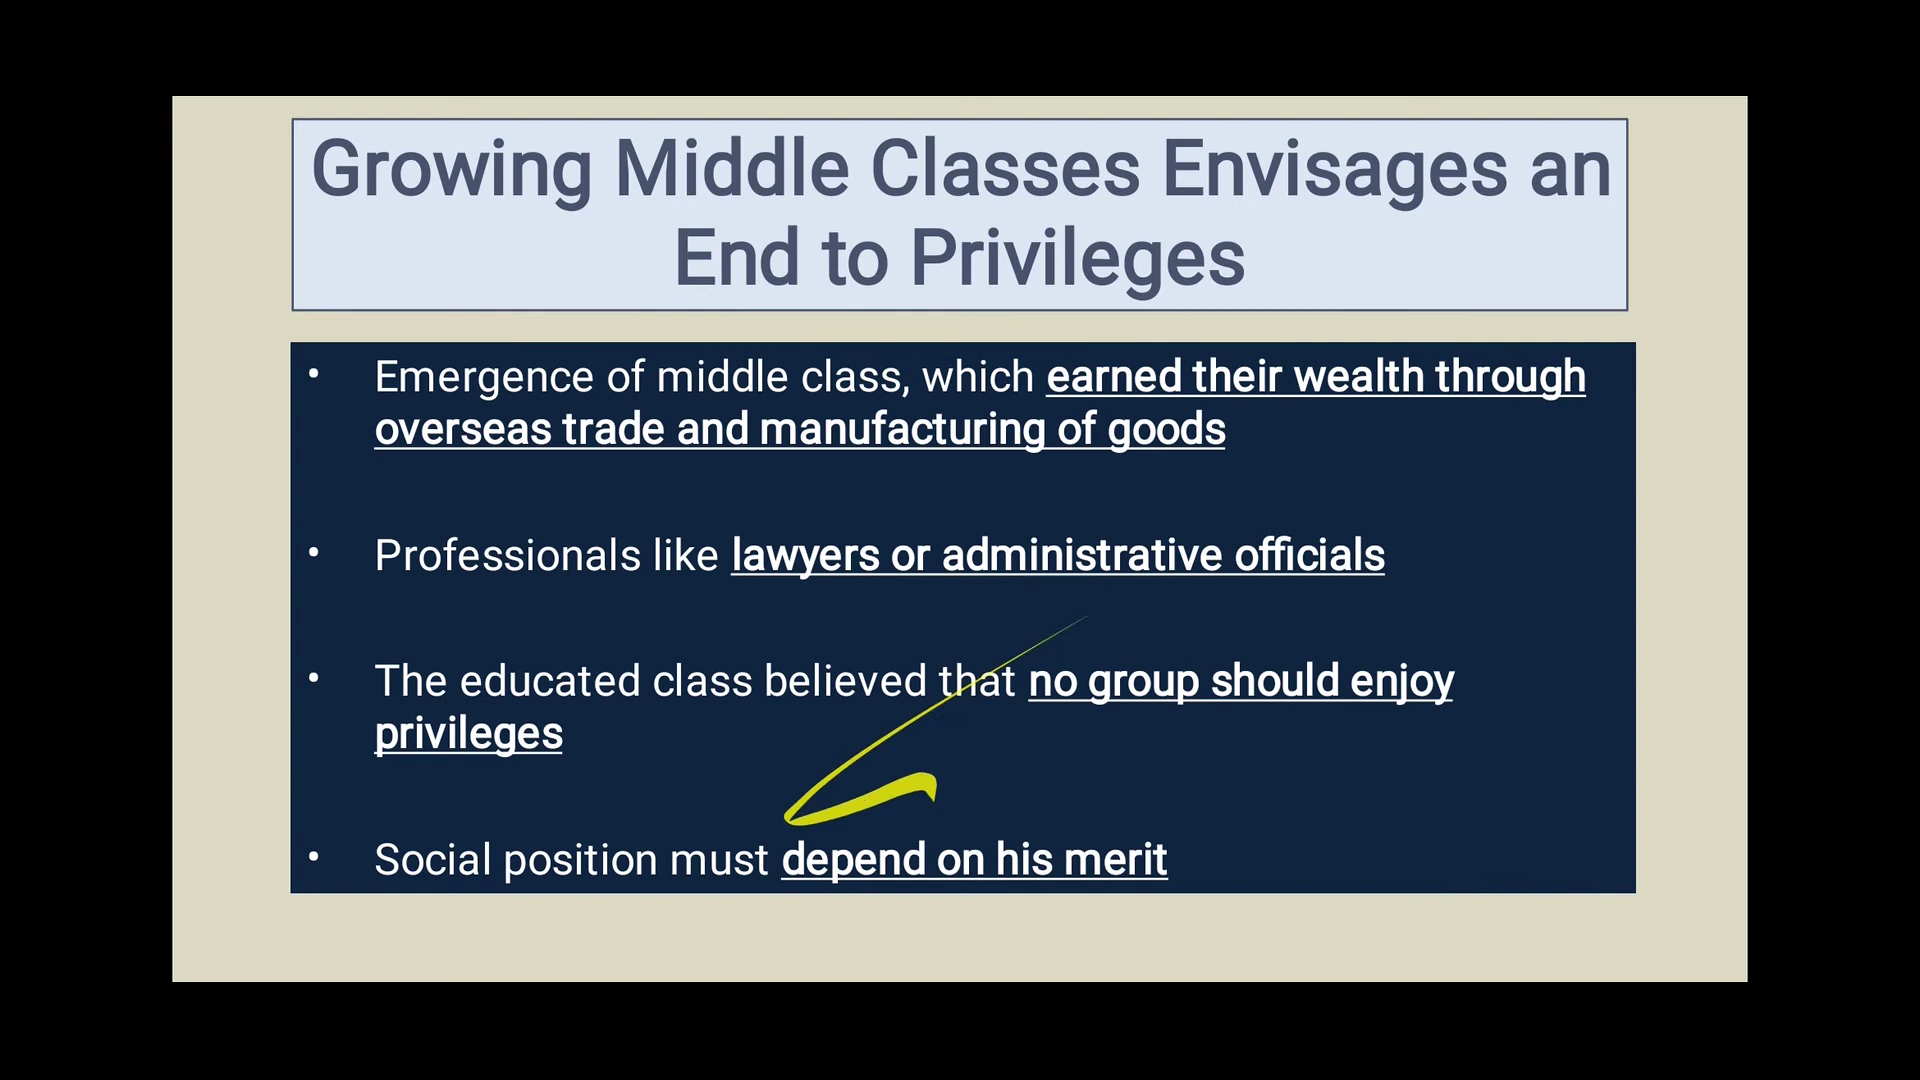 Growing Middle Classes Envisages an
End to Privileges
• Emergence of middle class, which earned their wealth through
overseas trade and manufacturing of goods
• Professionals like lawyers or administrative officials
• The educated class believed that no group should enjoy
privileges
• Social position must depend on his merit